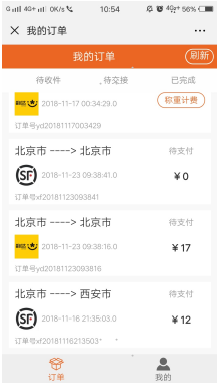 4G+ 0K/s 10:54 4G+ 56%
× 我的订单 ...
我的订单 刷新
待收件 待交接 已完成
2018-11-17 00:34:29.0 称重计费
订单号yd20181117003429
北京市 ----> 北京市 待支付
SF 2018-11-23 09:38:41.0 ¥0
订单号xf20181123093841
北京市 ----> 北京市 待支付
2018-11-23 09:38:16.0 ¥17
订单号yd20181123093816
北京市 ----> 西安市 待支付
SF 2018-11-16 21:35:03.0 ¥12
订单号xf20181116213503
订单 我的